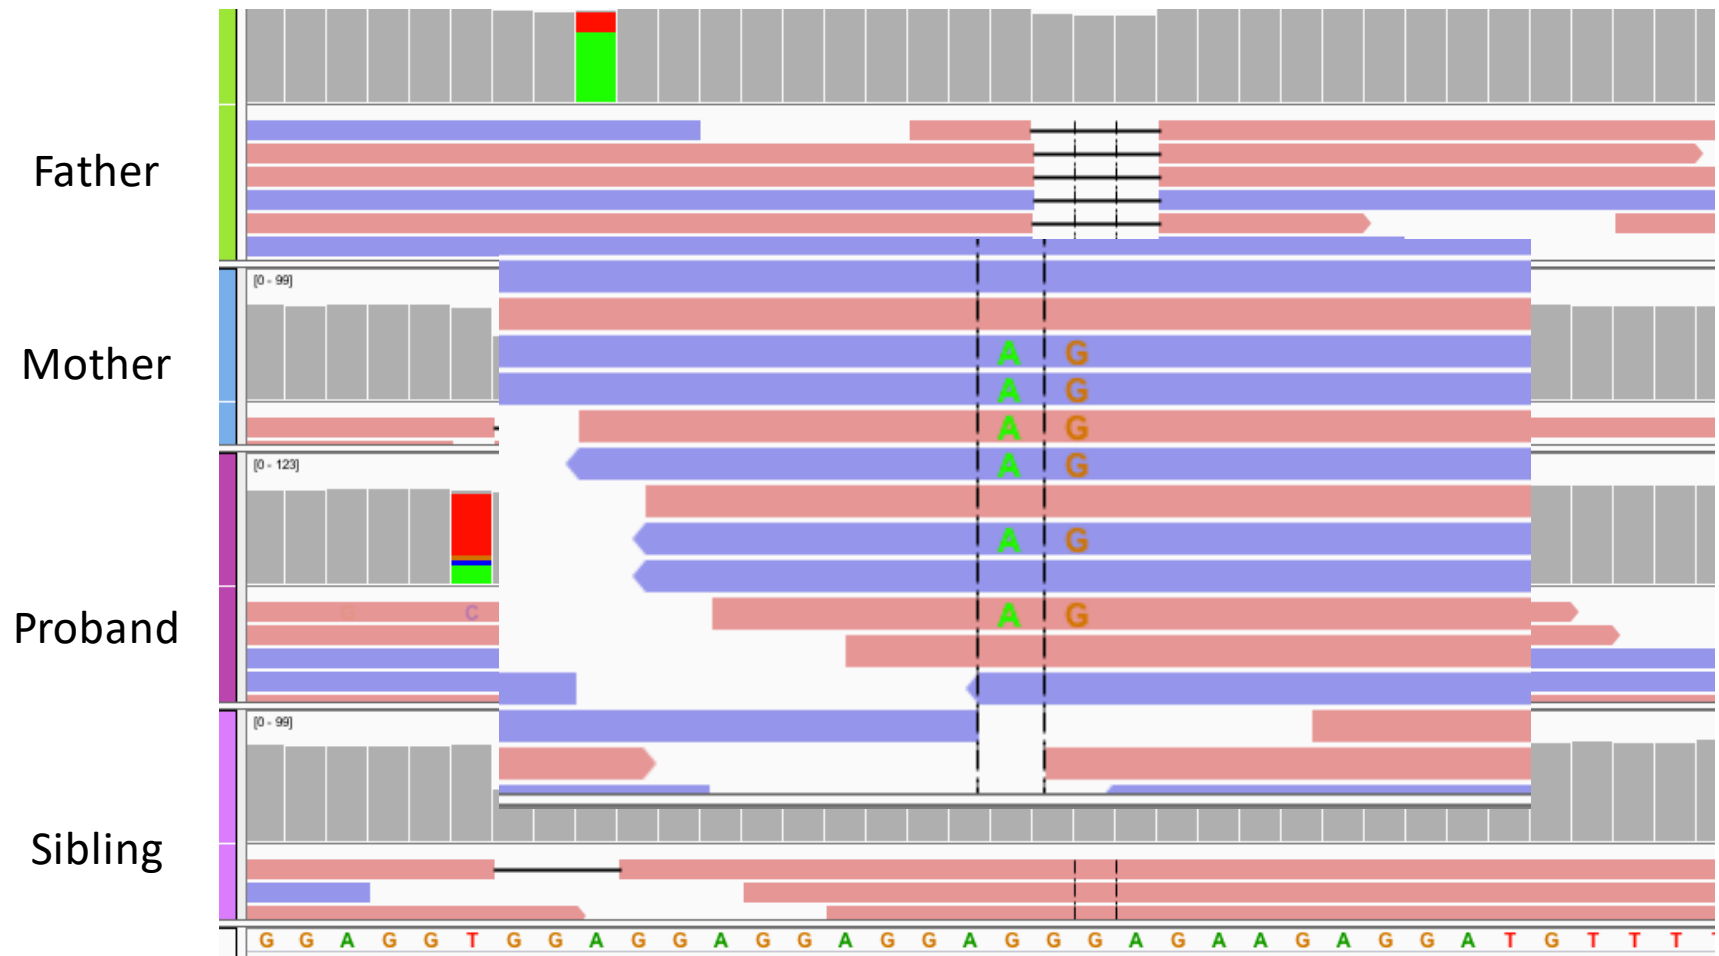 Father
[0 - 99]
Mother
A G
A G
A G
A G
[0 - 123]
A G
C
A G
Proband
[0 - 99]
Sibling
G G A G G T G G A G G A G G A G G A G G G A G A A G A G G A T G T T T